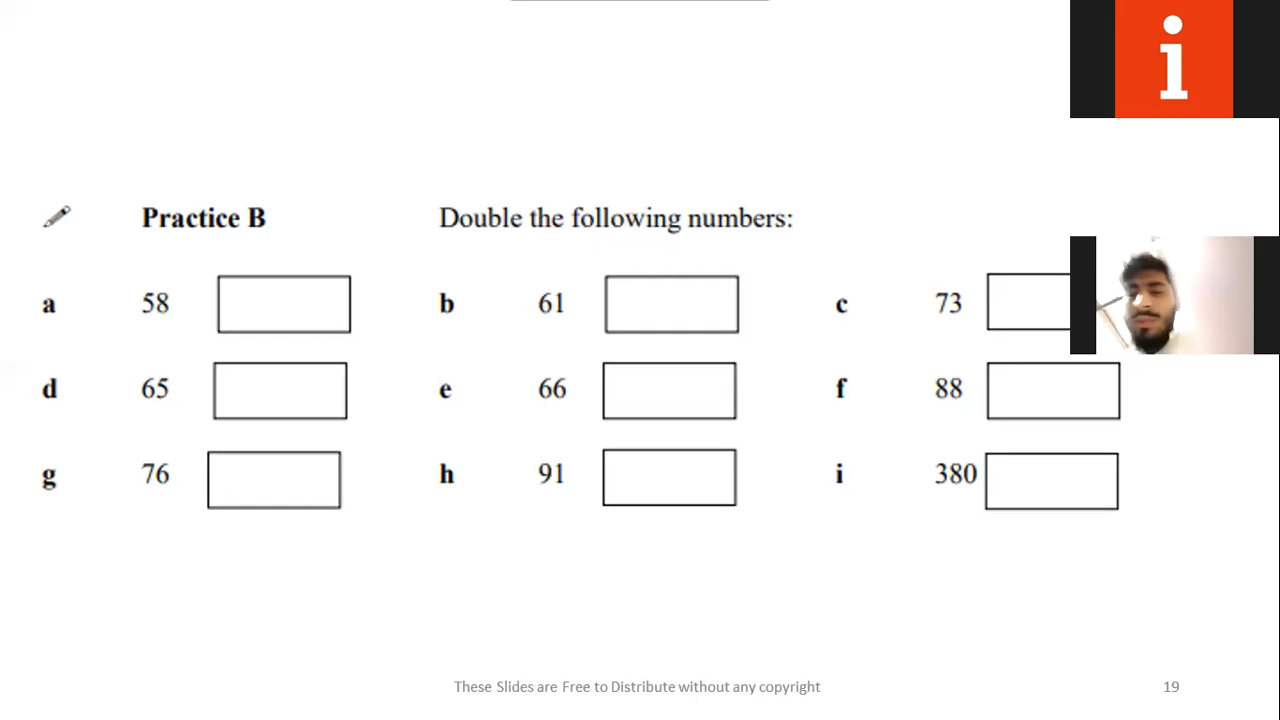 i
Practice B Double the following numbers:
a 58 b 61 c 73
d 65 e 66 f 88
g 76 h 91 i 380
These Slides are Free to Distribute without any copyright 19